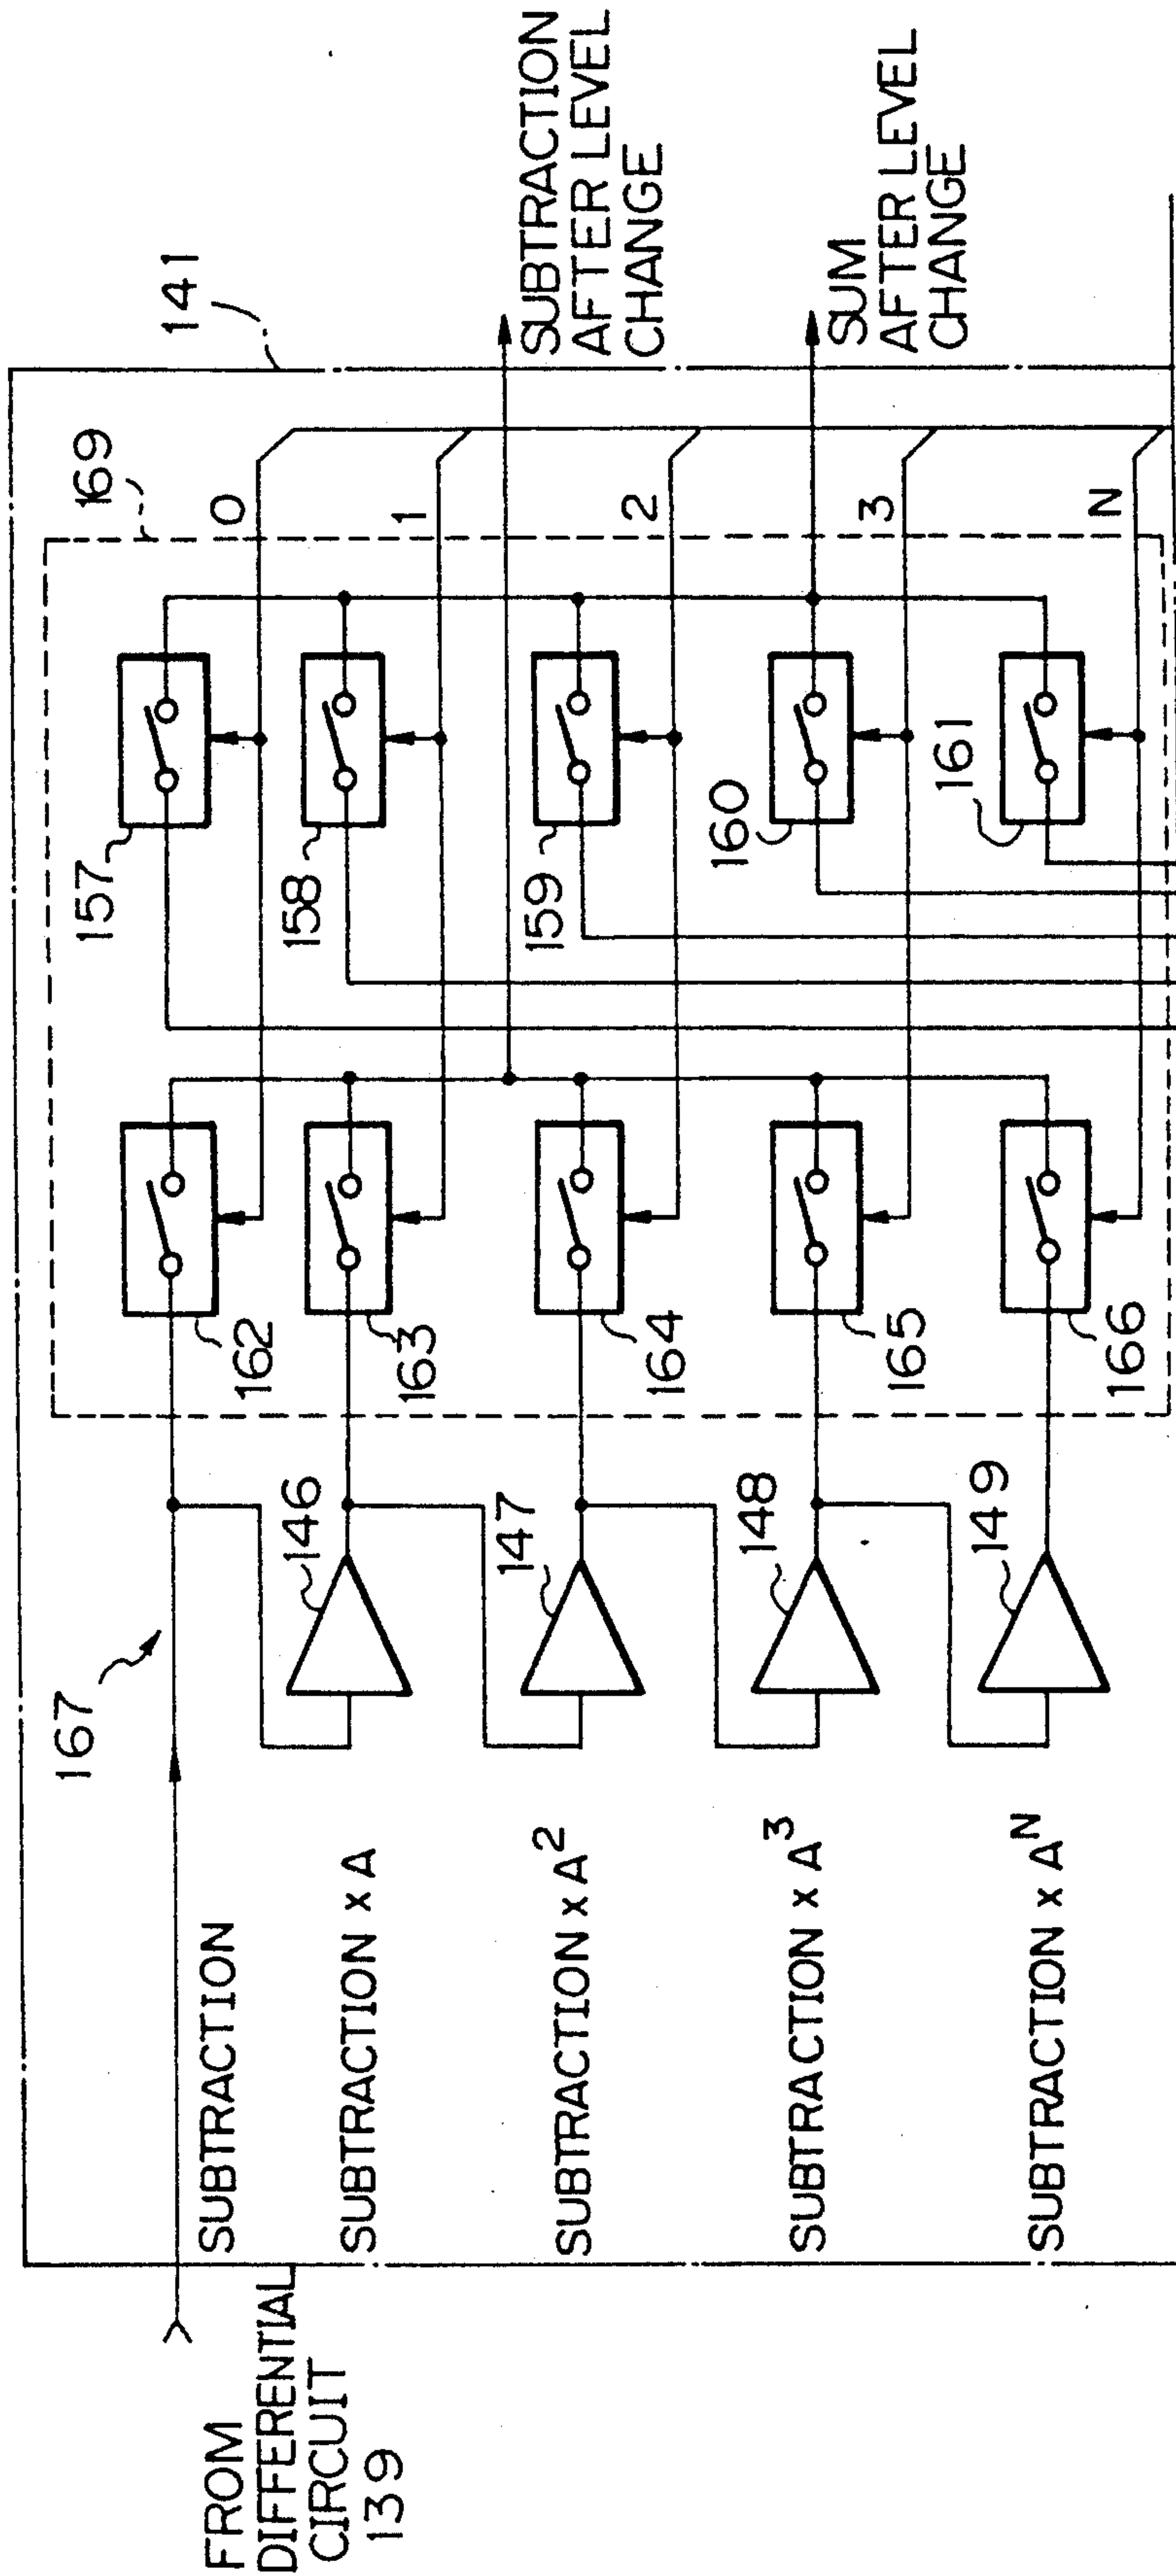 FROM
DIFFERENTIAL
CIRCUIT
139
SUBTRACTION
SUBTRACTION x A
SUBTRACTION x A²
SUBTRACTION x A³
SUBTRACTION x Aᴺ
167
146
147
148
149
162
163
164
165
166
157
158
159
160
161
169
0
1
2
3
N
141
SUBTRACTION
AFTER LEVEL
CHANGE
SUM
AFTER LEVEL
CHANGE